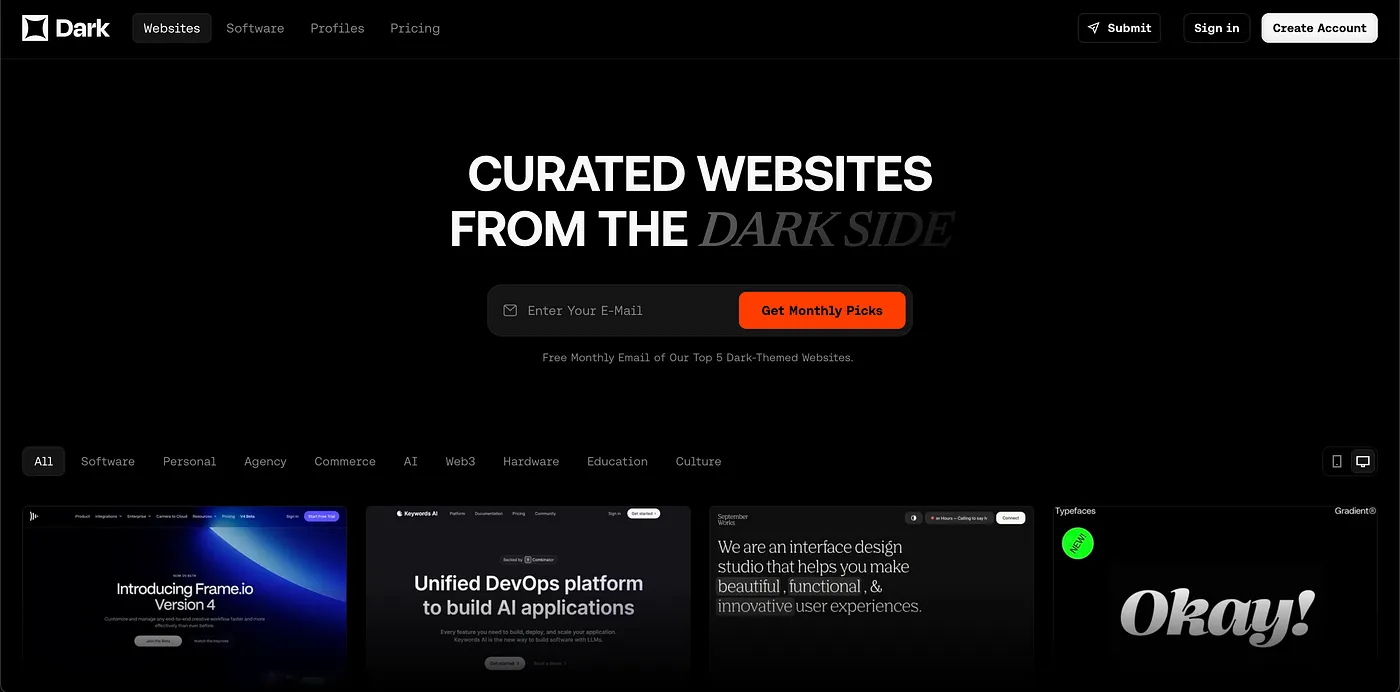 Dark
Websites Software Profiles Pricing
Submit Sign in Create Account
CURATED WEBSITES
FROM THE DARK SIDE
Enter Your E-Mail Get Monthly Picks
Free Monthly Email of Our Top 5 Dark-Themed Websites.
All Software Personal Agency Commerce AI Web3 Hardware Education Culture
Product Integrations Enterprise Camera to Cloud Resources Pricing V4 Beta Sign In Start Free Trial
Introducing Frame.io
Version 4
Customize and manage any end-to-end creative workflow faster and more
effectively than ever before.
Join the Beta Watch the Keynote
Keywords AI Platform Documentation Pricing Community Sign in Get started
Backed by Y Combinator
Unified DevOps platform
to build AI applications
Every feature you need to build, deploy, and scale your application.
Keywords AI is the new way to build software with LLMs.
Get started
September
Works
Connect
We are an interface design
studio that helps you make
beautiful , functional , &
innovative user experiences.
Typefaces Gradient®
NEW!
Okay!